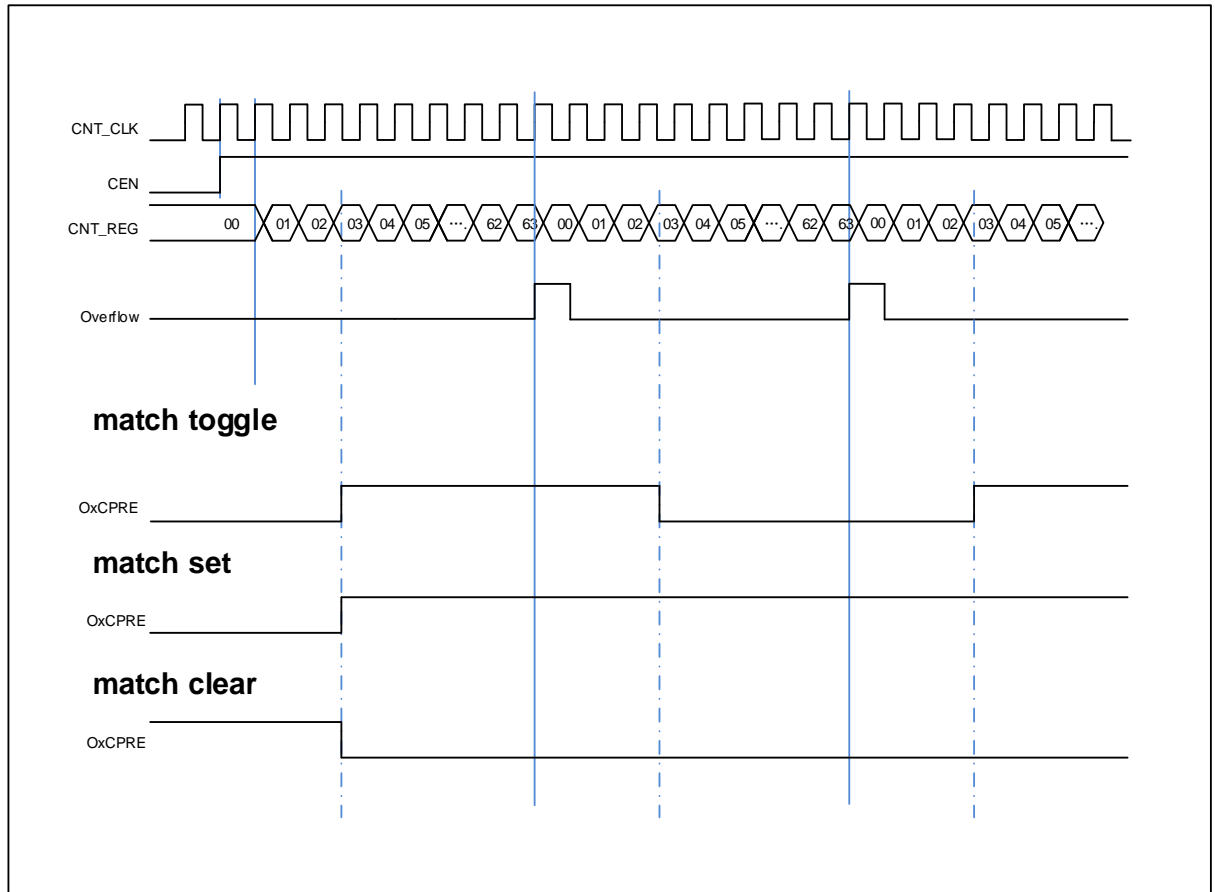 CNT_CLK
CEN
CNT_REG 00 01 02 03 04 05 ···. 62 63 00 01 02 03 04 05 ···. 62 63 00 01 02 03 04 05 ···.
Overflow
match toggle
OxCPRE
match set
OxCPRE
match clear
OxCPRE